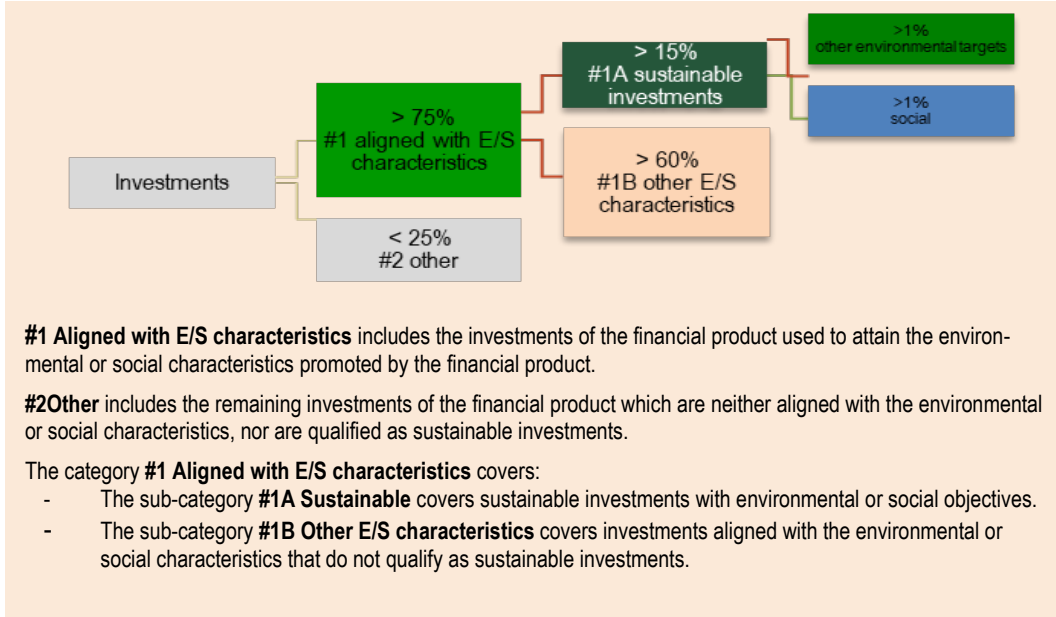 >1%
other environmental targets
> 15%
#1A sustainable
investments
> 75%
#1 aligned with E/S
characteristics
>1%
social
> 60%
#1B other E/S
characteristics
Investments
< 25%
#2 other
#1 Aligned with E/S characteristics includes the investments of the financial product used to attain the environ-
mental or social characteristics promoted by the financial product.
#2Other includes the remaining investments of the financial product which are neither aligned with the environmental
or social characteristics, nor are qualified as sustainable investments.
The category #1 Aligned with E/S characteristics covers:
- The sub-category #1A Sustainable covers sustainable investments with environmental or social objectives.
- The sub-category #1B Other E/S characteristics covers investments aligned with the environmental or
social characteristics that do not qualify as sustainable investments.